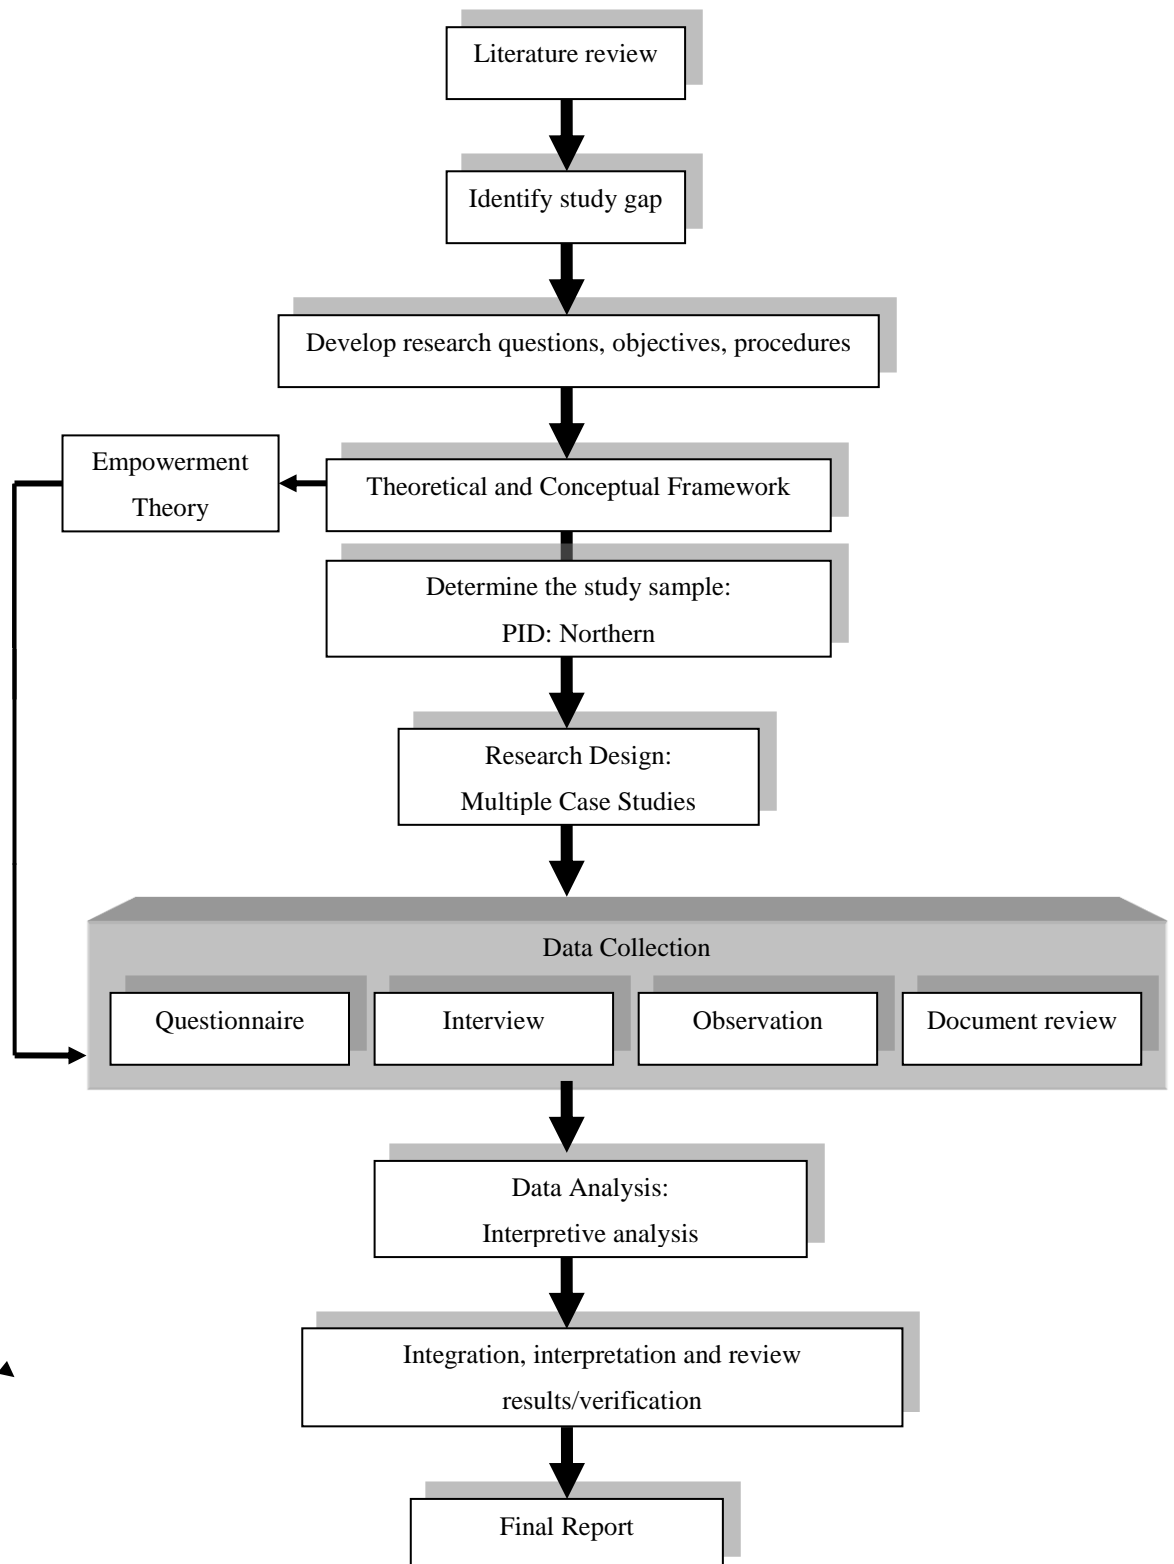 Literature review
Identify study gap
Develop research questions, objectives, procedures
Empowerment
Theory
Theoretical and Conceptual Framework
Determine the study sample:
PID: Northern
Research Design:
Multiple Case Studies
Data Collection
Questionnaire
Interview
Observation
Document review
Data Analysis:
Interpretive analysis
Integration, interpretation and review
results/verification
Final Report